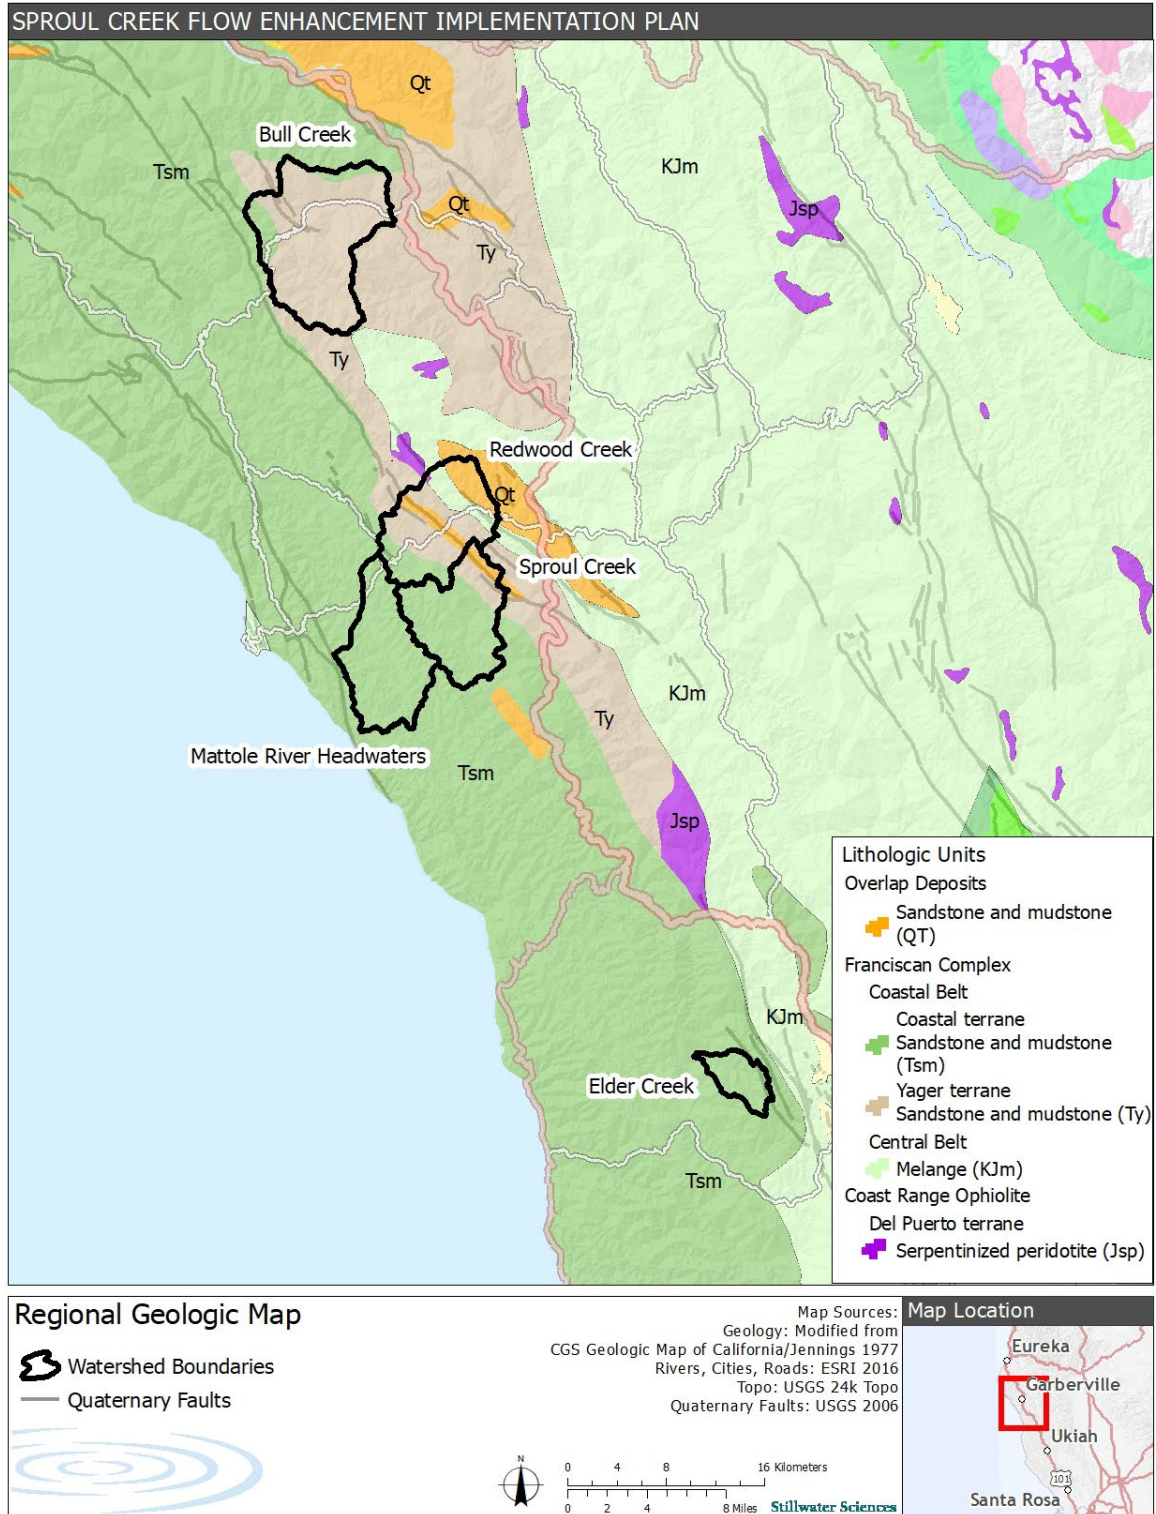 SPROUL CREEK FLOW ENHANCEMENT IMPLEMENTATION PLAN
Qt
Bull Creek
Tsm
KJm
Qt
Jsp
Ty
Ty
Redwood Creek
Qt
Sproul Creek
KJm
Ty
Mattole River Headwaters
Tsm
Jsp
KJm
Elder Creek
Tsm
Lithologic Units
Overlap Deposits
Sandstone and mudstone
(QT)
Franciscan Complex
Coastal Belt
Coastal terrane
Sandstone and mudstone
(Tsm)
Yager terrane
Sandstone and mudstone (Ty)
Central Belt
Melange (KJm)
Coast Range Ophiolite
Del Puerto terrane
Serpentinized peridotite (Jsp)
Regional Geologic Map
Watershed Boundaries
Quaternary Faults
Map Sources:
Geology: Modified from
CGS Geologic Map of California/Jennings 1977
Rivers, Cities, Roads: ESRI 2016
Topo: USGS 24k Topo
Quaternary Faults: USGS 2006
N
0 4 8 16 Kilometers
0 2 4 8 Miles
Stillwater Sciences
Map Location
Eureka
Garberville
Ukiah
101
Santa Rosa